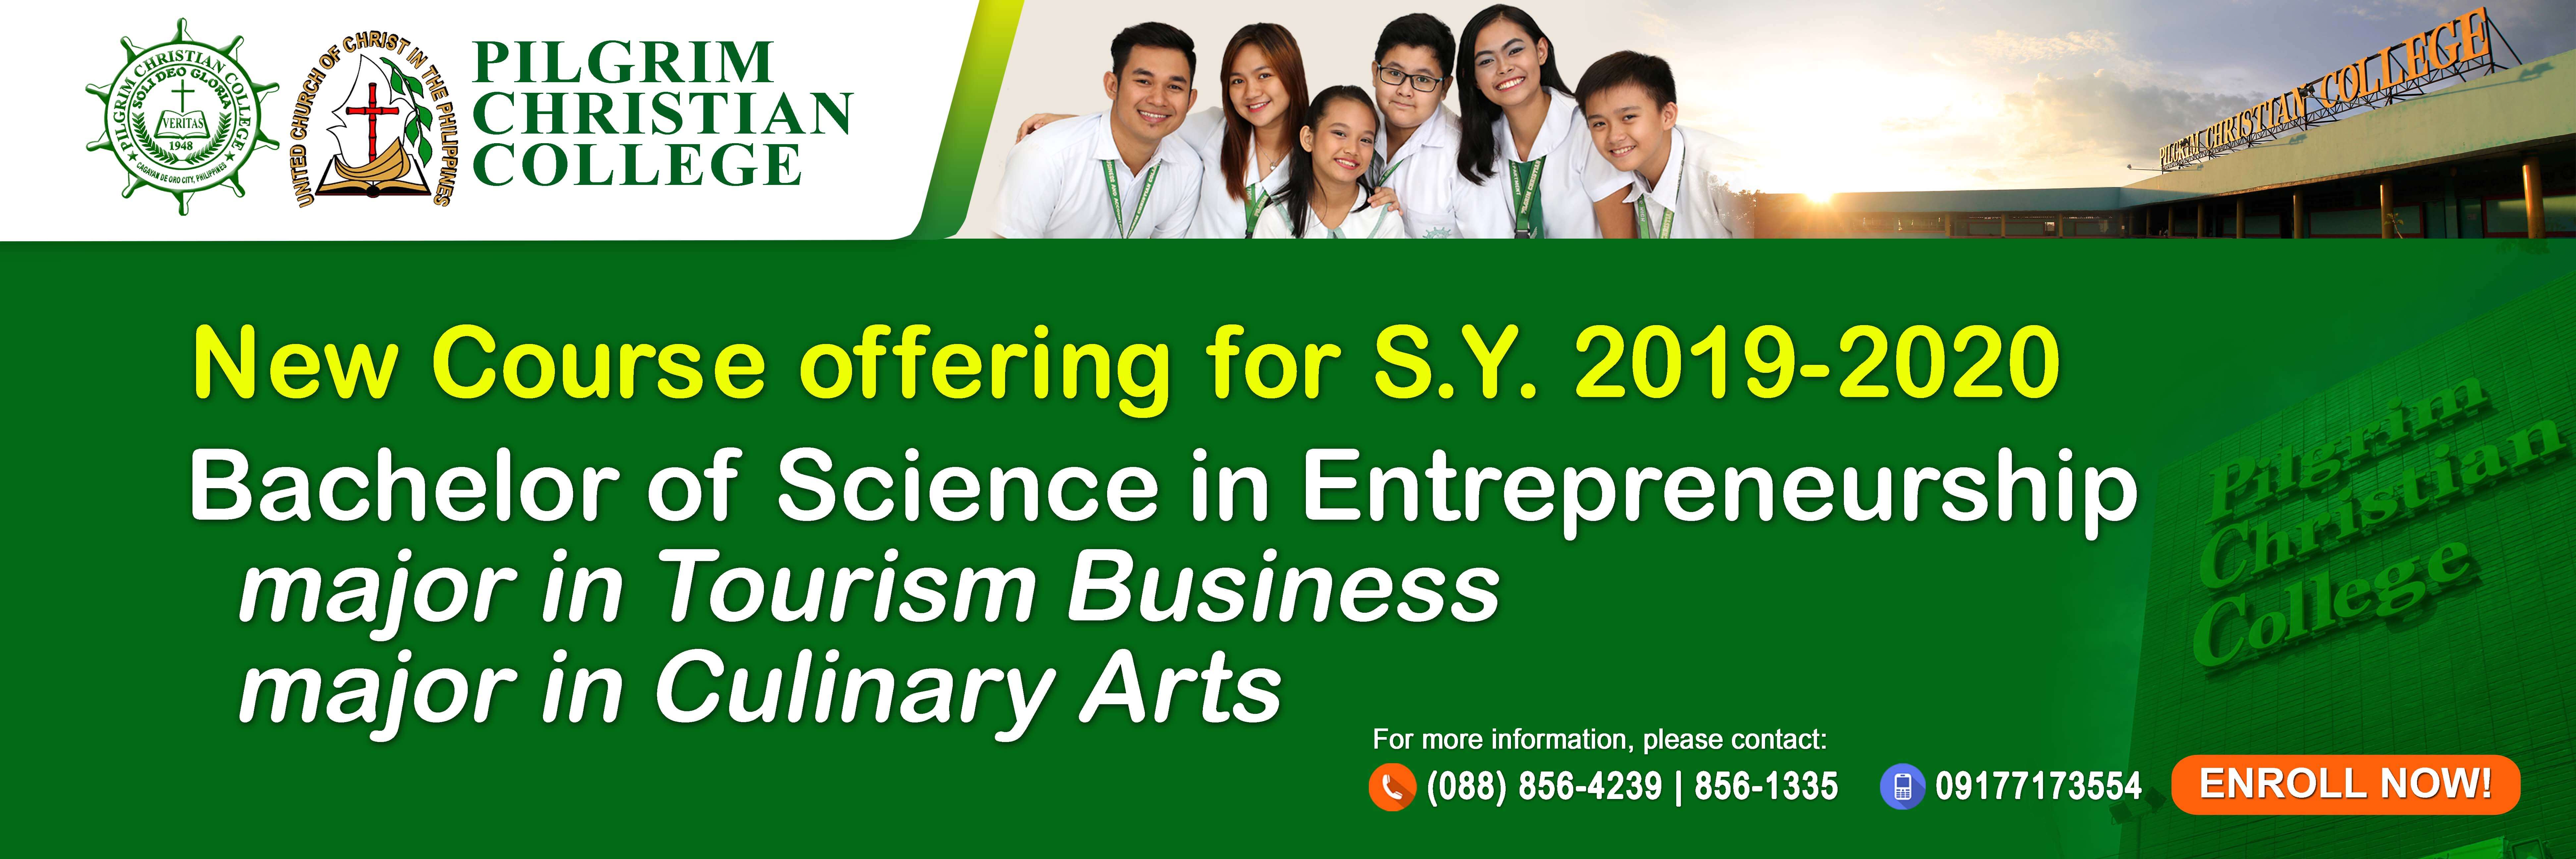 PILGRIM CHRISTIAN COLLEGE
SOLI DEO GLORIA
VERITAS
1948
CAGAYAN DE ORO CITY, PHILIPPINES
UNITED CHURCH OF CHRIST IN THE PHILIPPINES
PILGRIM
CHRISTIAN
COLLEGE
PILGRIM CHRISTIAN COLLEGE
New Course offering for S.Y. 2019-2020
Bachelor of Science in Entrepreneurship
major in Tourism Business
major in Culinary Arts
Pilgrim
Christian
College
For more information, please contact:
(088) 856-4239 | 856-1335 09177173554 ENROLL NOW!